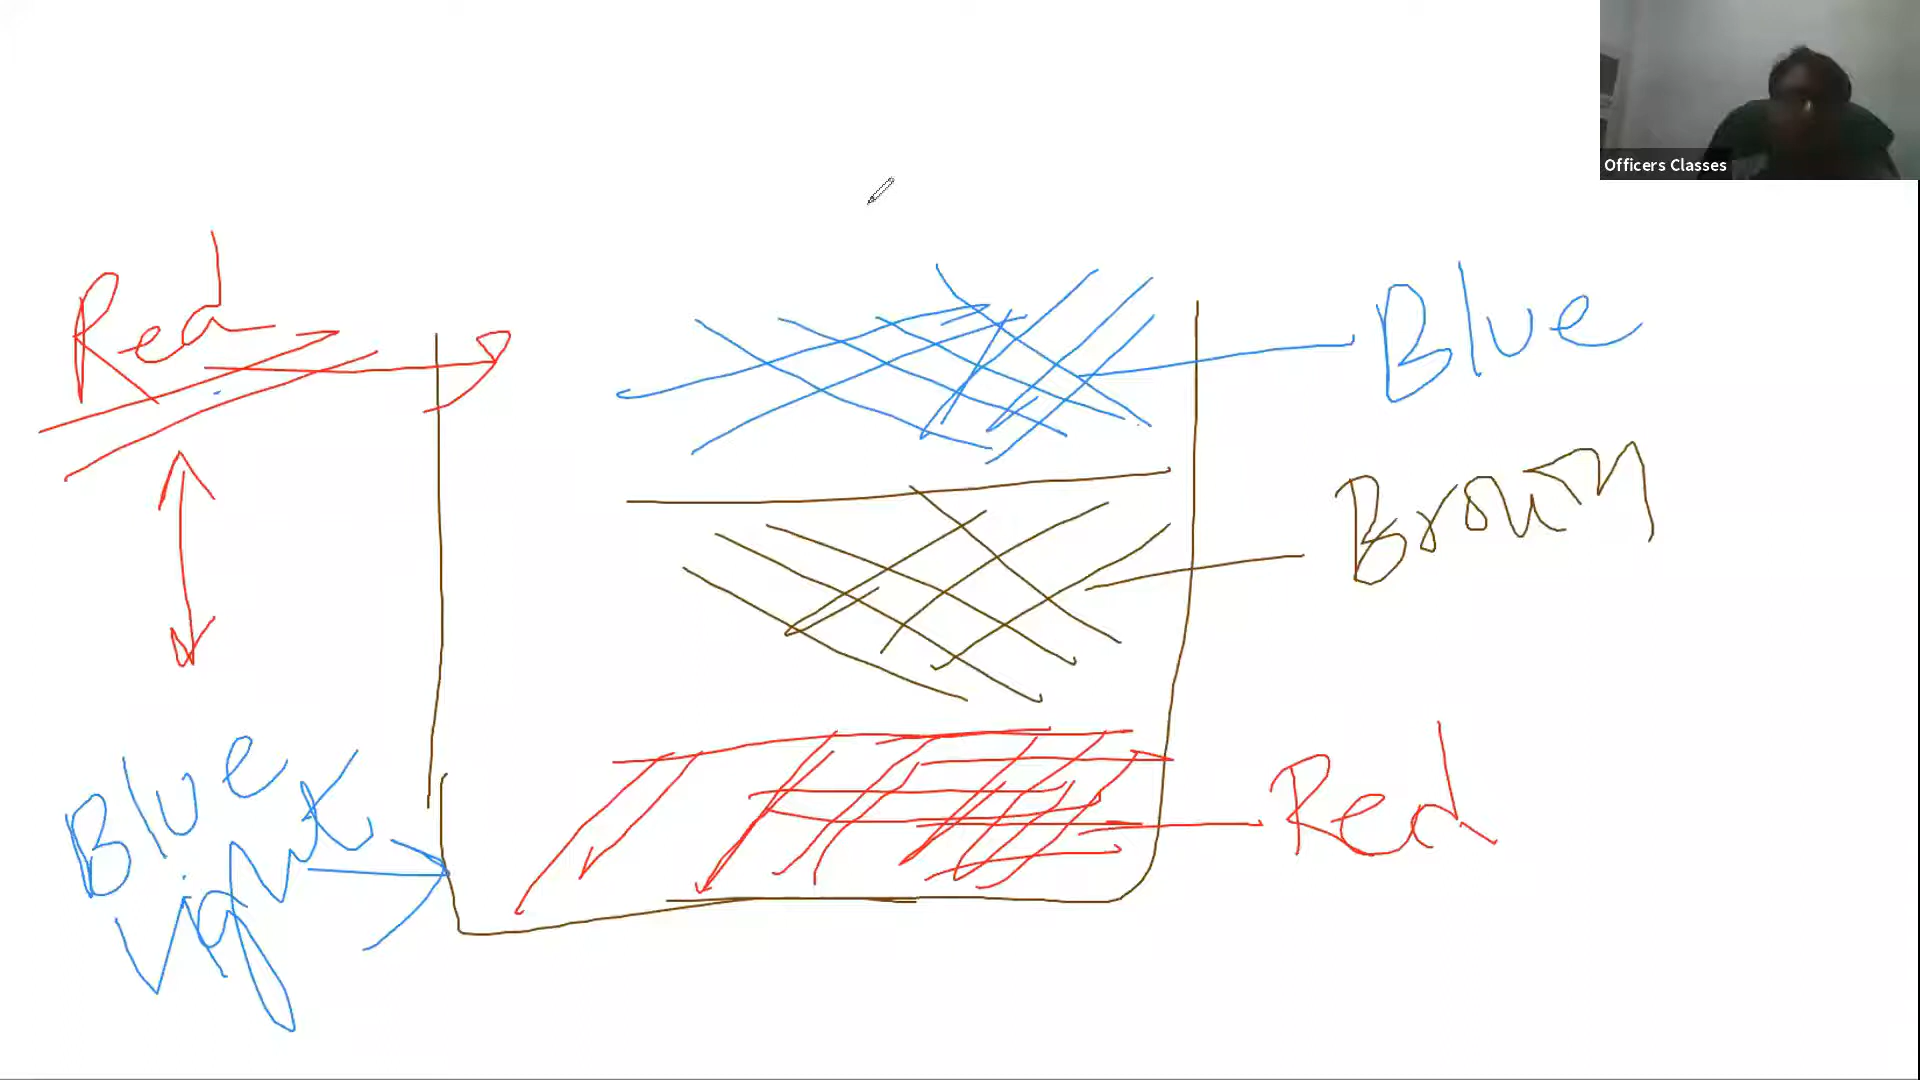 Officers Classes
Red
Blue
Brown
Blue
Light
Red